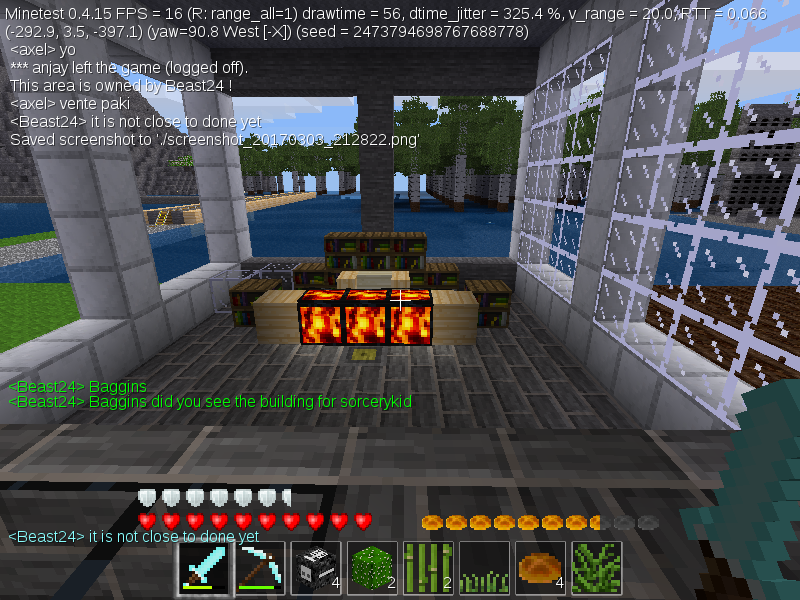 Minetest 0.4.15 FPS = 16 (R: range_all=1) drawtime = 56, dtime_jitter = 325.4 %, v_range = 20.0, RTT = 0.066
(-292.9, 3.5, -397.1) (yaw=90.8 West [-X]) (seed = 2473794698767688778)
<axel> yo
*** anjay left the game (logged off).
This area is owned by Beast24 !
<axel> vente paki
<Beast24> it is not close to done yet
Saved screenshot to './screenshot_20170303_212822.png'
<Beast24> Baggins
<Beast24> Baggins did you see the building for sorcerykid
<Beast24> it is not close to done yet
4
2
2
4